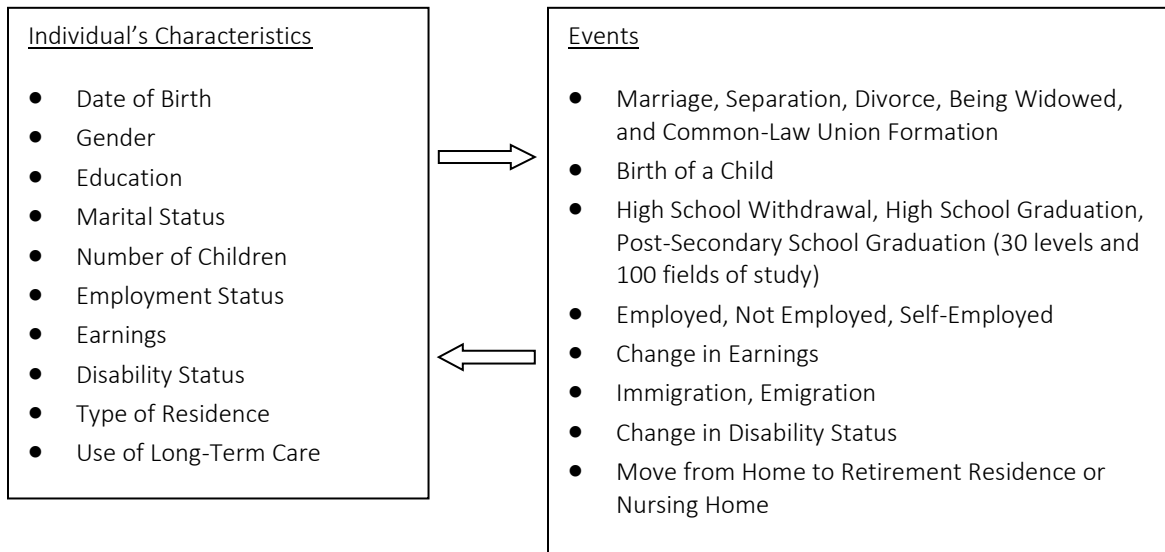 Individual’s Characteristics
● Date of Birth
● Gender
● Education
● Marital Status
● Number of Children
● Employment Status
● Earnings
● Disability Status
● Type of Residence
● Use of Long-Term Care
Events
● Marriage, Separation, Divorce, Being Widowed,
and Common-Law Union Formation
● Birth of a Child
● High School Withdrawal, High School Graduation,
Post-Secondary School Graduation (30 levels and
100 fields of study)
● Employed, Not Employed, Self-Employed
● Change in Earnings
● Immigration, Emigration
● Change in Disability Status
● Move from Home to Retirement Residence or
Nursing Home